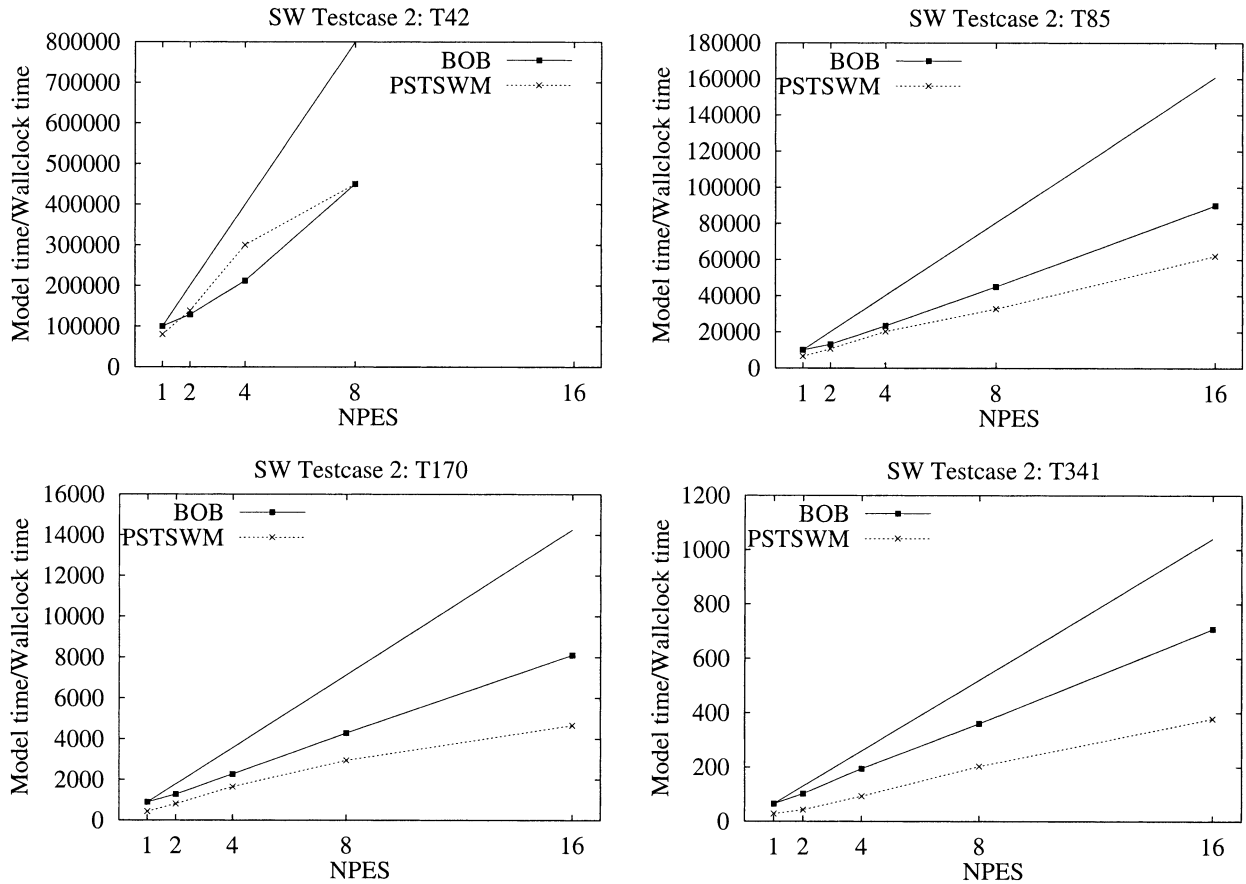 SW Testcase 2: T42
800000
700000
600000
500000
400000
300000
200000
100000
0
Model time/Wallclock time
BOB
PSTSWM
1 2 4 8 16
NPES
SW Testcase 2: T85
180000
160000
140000
120000
100000
80000
60000
40000
20000
0
Model time/Wallclock time
BOB
PSTSWM
1 2 4 8 16
NPES
SW Testcase 2: T170
16000
14000
12000
10000
8000
6000
4000
2000
0
Model time/Wallclock time
BOB
PSTSWM
1 2 4 8 16
NPES
SW Testcase 2: T341
1200
1000
800
600
400
200
0
Model time/Wallclock time
BOB
PSTSWM
1 2 4 8 16
NPES